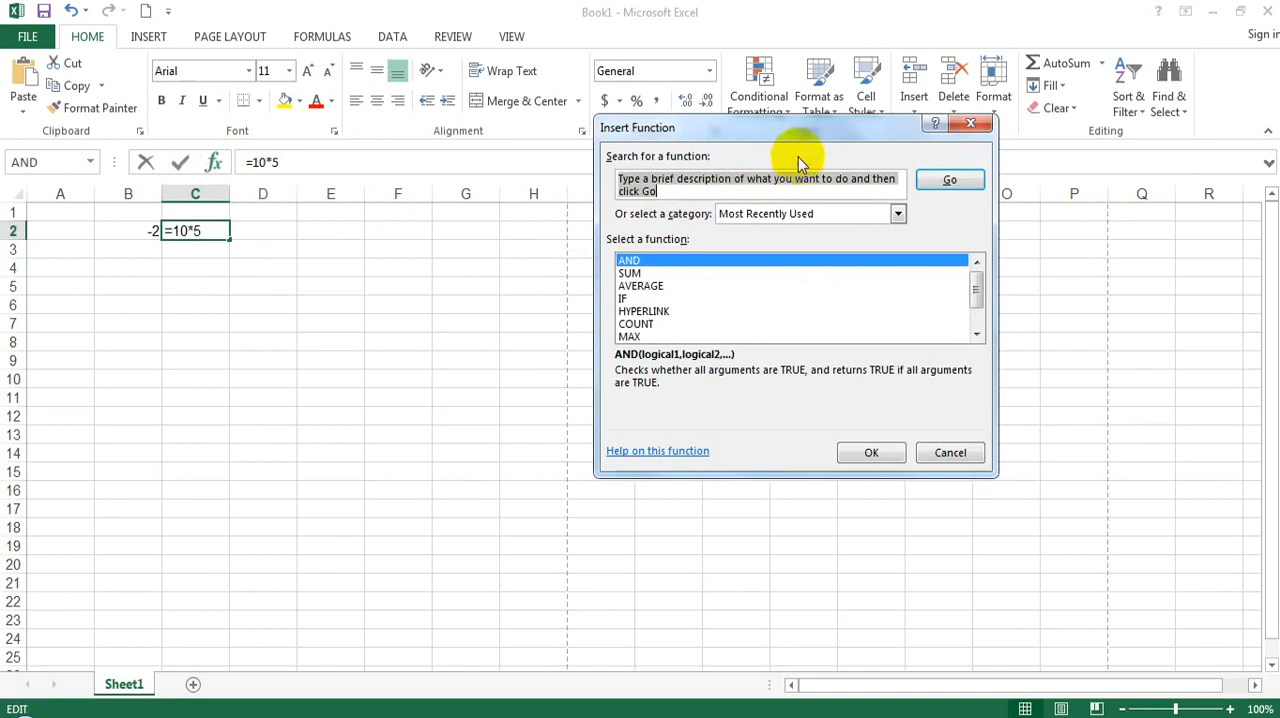 Book1 - Microsoft Excel
?
FILE
HOME
INSERT
PAGE LAYOUT
FORMULAS
DATA
REVIEW
VIEW
Sign in
Paste
Cut
Copy
Format Painter
Clipboard
Arial
11
B I U
Font
Wrap Text
Merge & Center
Alignment
General
$ % ,
Conditional
Formatting
Format as
Table
Cell
Styles
Insert
Delete
Format
AutoSum
Fill
Clear
Sort &
Filter
Find &
Select
Editing
AND
fx
=10*5
A B C D E F G H O P Q R
1
2
-2
=10*5
3
4
5
6
7
8
9
10
11
12
13
14
15
16
17
18
19
20
21
22
23
24
25
Insert Function
?
Search for a function:
Type a brief description of what you want to do and then
click Go
Go
Or select a category:
Most Recently Used
Select a function:
AND
SUM
AVERAGE
IF
HYPERLINK
COUNT
MAX
AND(logical1,logical2,...)
Checks whether all arguments are TRUE, and returns TRUE if all arguments
are TRUE.
Help on this function
OK
Cancel
Sheet1
EDIT
100%